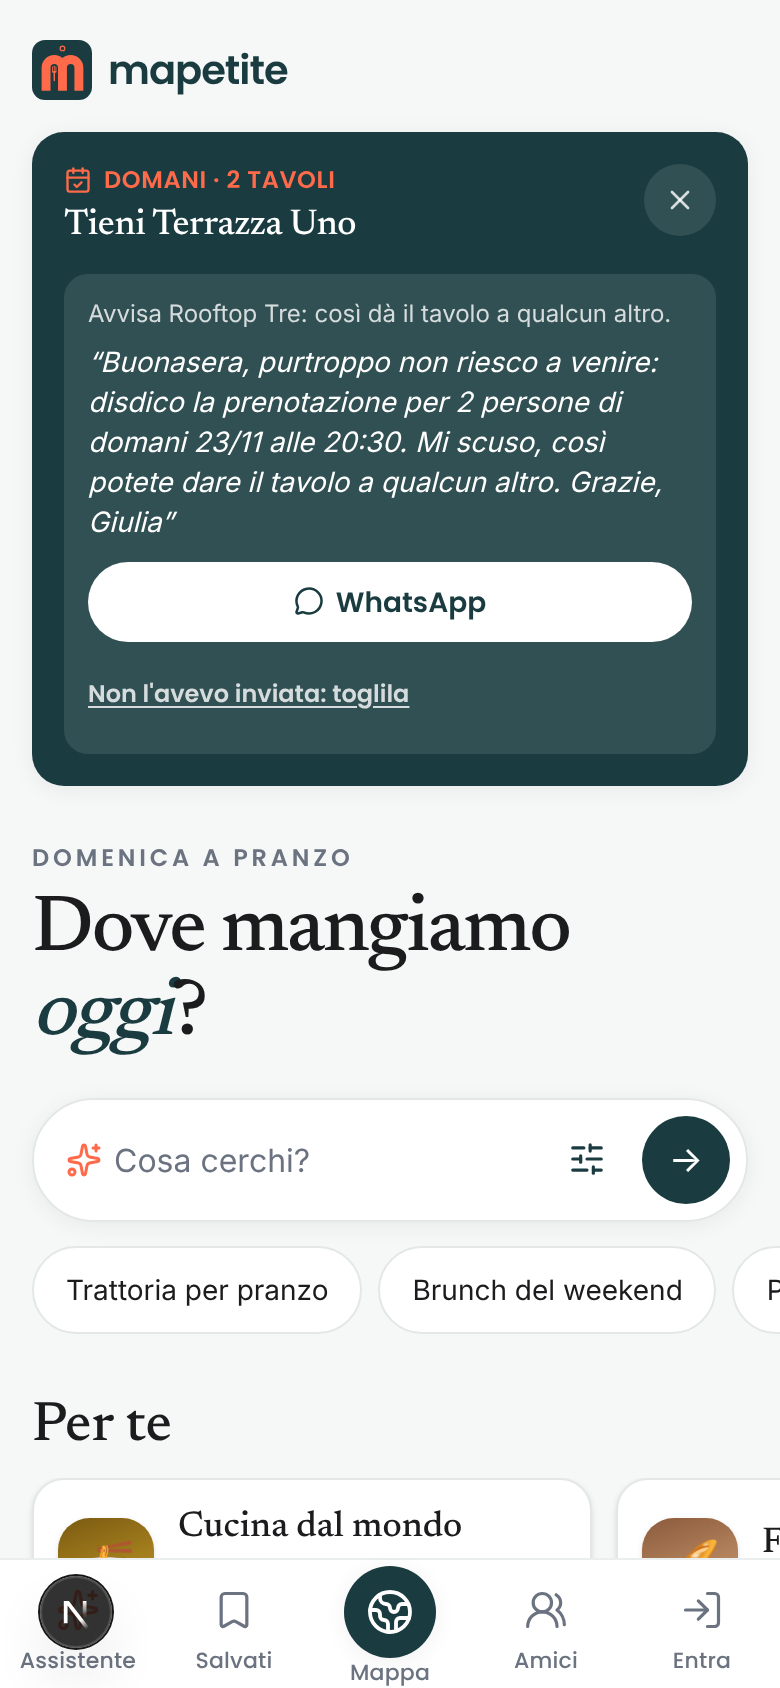 mapetite
DOMANI · 2 TAVOLI
Tieni Terrazza Uno
Avvisa Rooftop Tre: così dà il tavolo a qualcun altro.
“Buonasera, purtroppo non riesco a venire:
disdico la prenotazione per 2 persone di
domani 23/11 alle 20:30. Mi scuso, così
potete dare il tavolo a qualcun altro. Grazie,
Giulia”
WhatsApp
Non l'avevo inviata: toglila
DOMENICA A PRANZO
Dove mangiamo
oggi?
Cosa cerchi?
Trattoria per pranzo
Brunch del weekend
P
Per te
Cucina dal mondo
F
N
Assistente
Salvati
Mappa
Amici
Entra